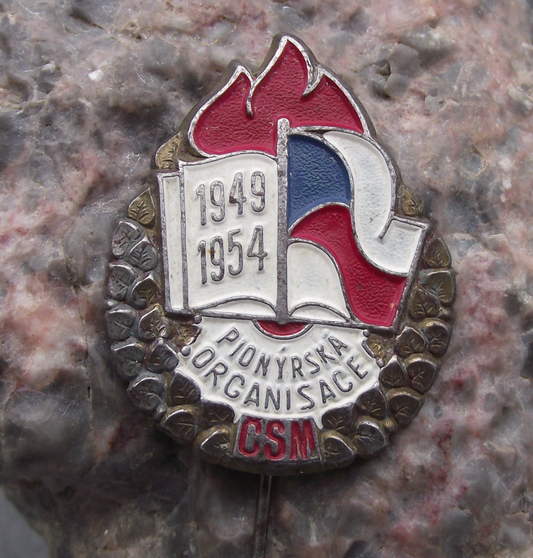 1949
1954
PIONÝRSKÁ
ORGANISACE
ČSM